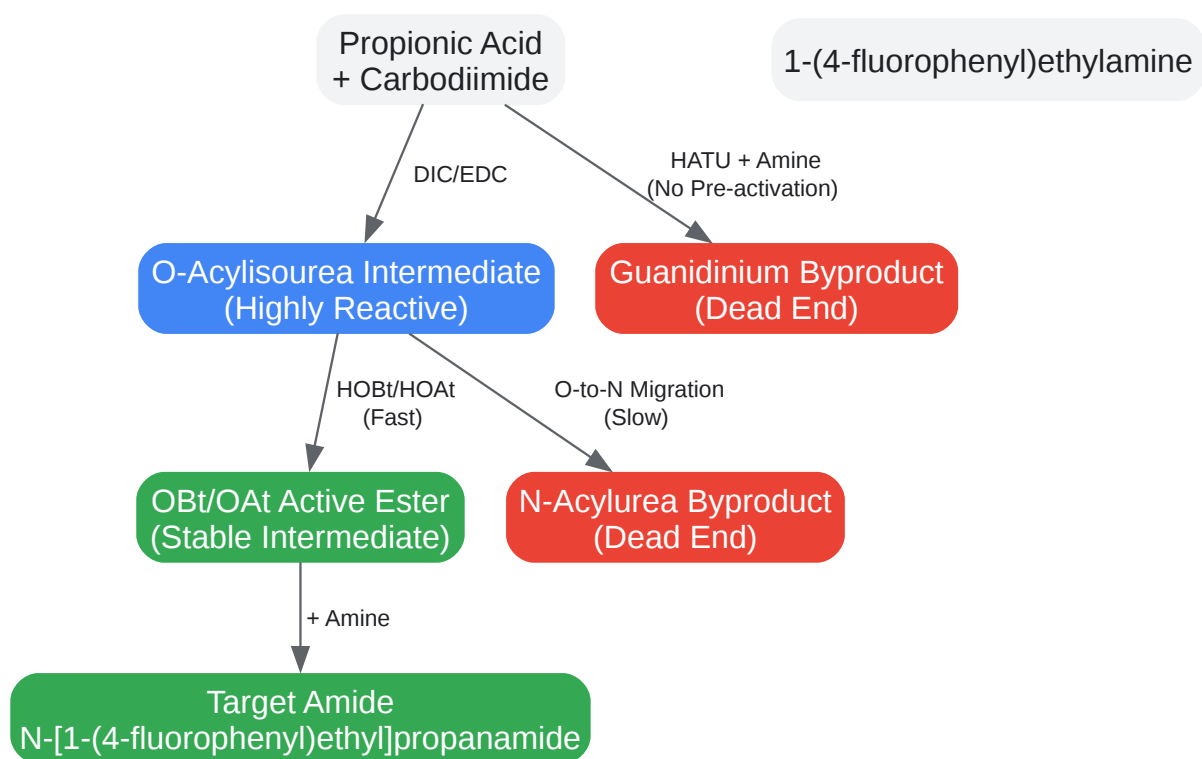 Propionic Acid
+ Carbodiimide
1-(4-fluorophenyl)ethylamine
DIC/EDC
HATU + Amine
(No Pre-activation)
O-Acylisourea Intermediate
(Highly Reactive)
Guanidinium Byproduct
(Dead End)
HOBt/HOAt
(Fast)
O-to-N Migration
(Slow)
OBt/OAt Active Ester
(Stable Intermediate)
N-Acylurea Byproduct
(Dead End)
+ Amine
Target Amide
N-[1-(4-fluorophenyl)ethyl]propanamide